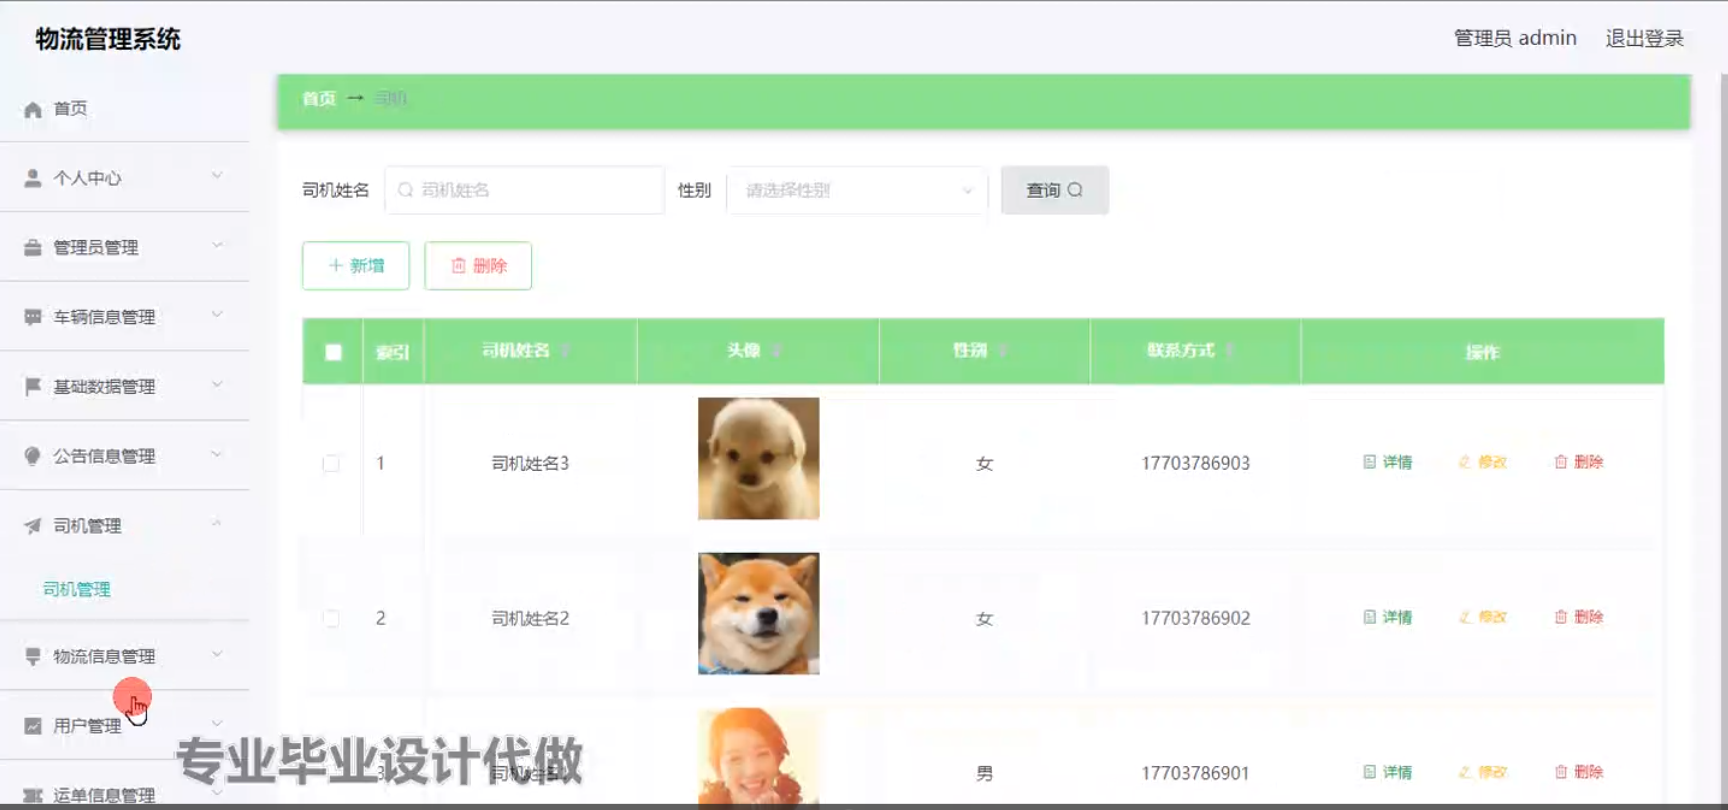 物流管理系统
管理员 admin 退出登录
首页
个人中心
管理员管理
车辆信息管理
基础数据管理
公告信息管理
司机管理
司机管理
物流信息管理
用户管理
运单信息管理
首页 → 司机
司机姓名 司机姓名 性别 请选择性别 查询
+ 新增 删除
索引 司机姓名 头像 性别 联系方式 操作
1 司机姓名3 女 17703786903 详情 修改 删除
2 司机姓名2 女 17703786902 详情 修改 删除
3 司机姓名1 男 17703786901 详情 修改 删除
专业毕业设计代做